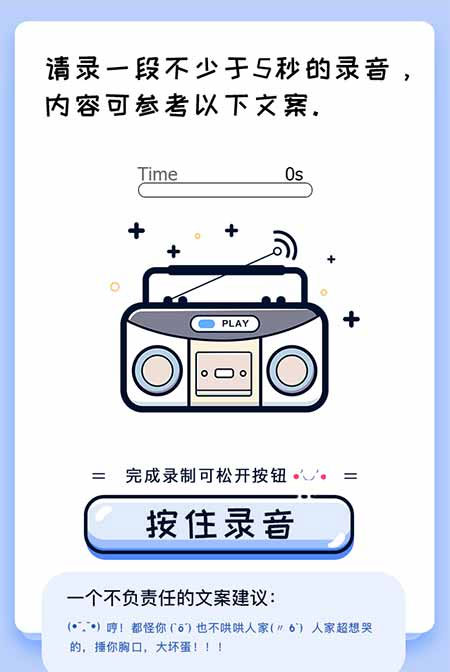 请录一段不少于5秒的录音，
内容可参考以下文案.
Time 0s
PLAY
= 完成录制可松开按钮 •◡• =
按住录音
一个不负责任的文案建议：
(•ˇ‸ˇ•) 哼！都怪你 (ˋ8ˊ) 也不哄哄人家(〃 6ˋ) 人家超想哭
的，捶你胸口，大坏蛋！！！